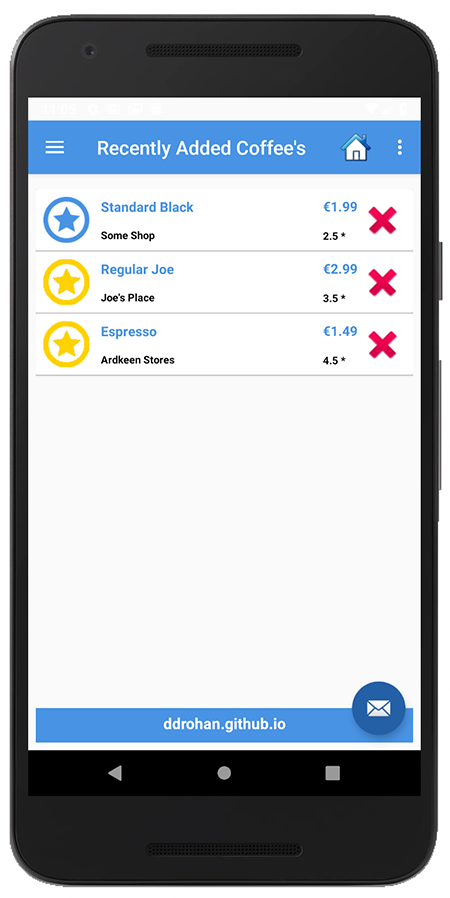 Recently Added Coffee's
Standard Black €1.99
Some Shop 2.5 *
Regular Joe €2.99
Joe's Place 3.5 *
Espresso €1.49
Ardkeen Stores 4.5 *
ddrohan.github.io